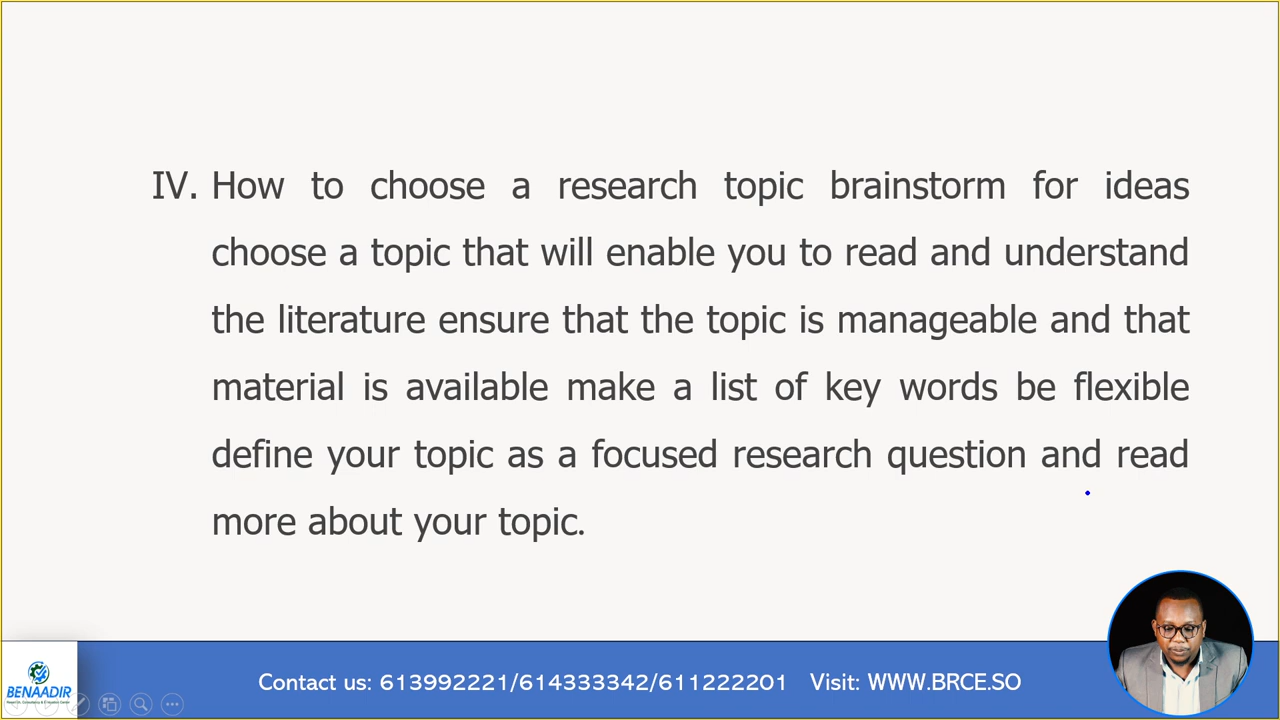 IV. How to choose a research topic brainstorm for ideas
choose a topic that will enable you to read and understand
the literature ensure that the topic is manageable and that
material is available make a list of key words be flexible
define your topic as a focused research question and read
more about your topic.
BENAADIR
Contact us: 613992221/614333342/611222201 Visit: WWW.BRCE.SO